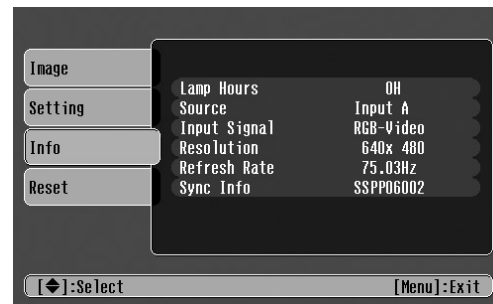 Image
Setting
Info
Reset
Lamp Hours 0H
Source Input A
Input Signal RGB-Video
Resolution 640x 480
Refresh Rate 75.03Hz
Sync Info SSPP06002
[◆]:Select [Menu]:Exit